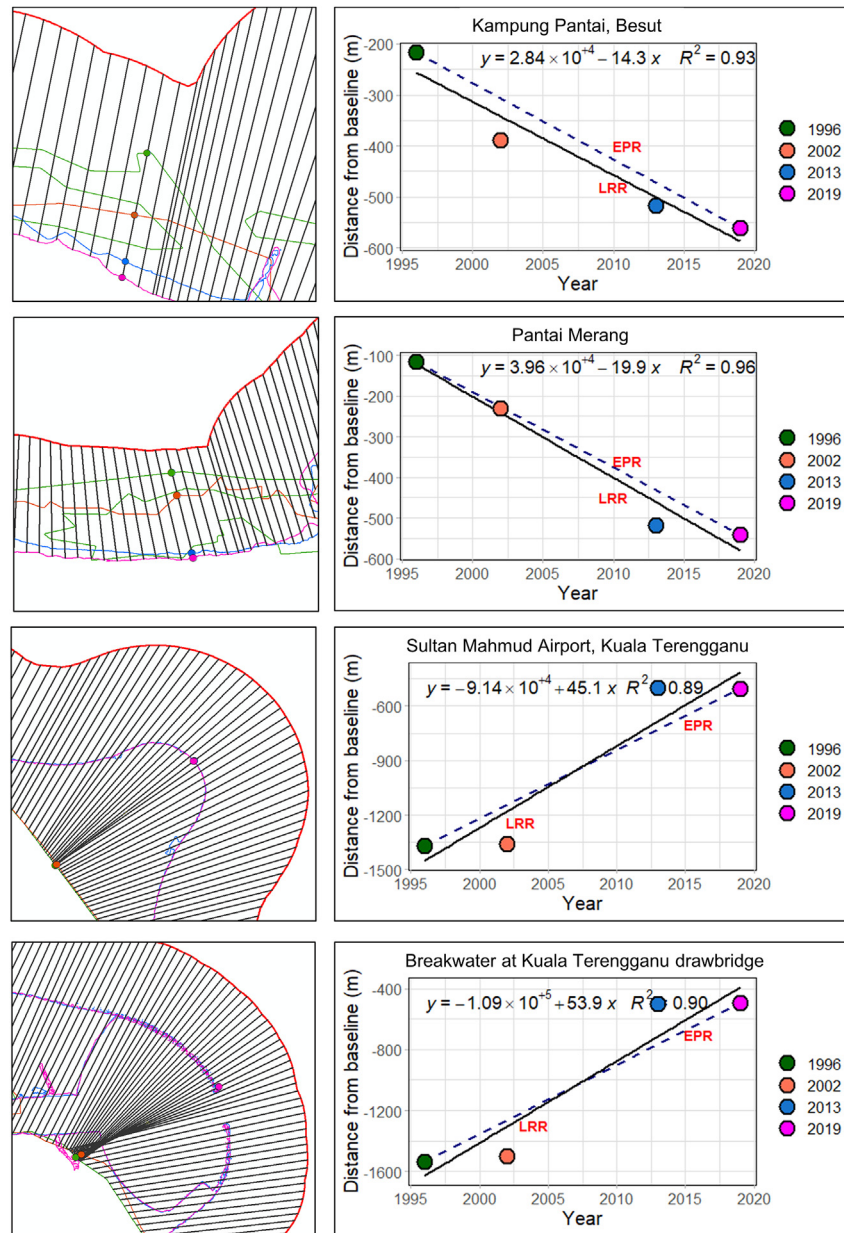 Kampung Pantai, Besut
y = 2.84 × 10⁺⁴ − 14.3 x R² = 0.93
Distance from baseline (m)
-200
-300
-400
-500
-600
EPR
LRR
1995
2000
2005
2010
2015
2020
Year
1996
2002
2013
2019
Pantai Merang
y = 3.96 × 10⁺⁴ − 19.9 x R² = 0.96
Distance from baseline (m)
-100
-200
-300
-400
-500
-600
EPR
LRR
1995
2000
2005
2010
2015
2020
Year
1996
2002
2013
2019
Sultan Mahmud Airport, Kuala Terengganu
y = −9.14 × 10⁺⁴ + 45.1 x R² 0.89
Distance from baseline (m)
-600
-900
-1200
-1500
EPR
LRR
1995
2000
2005
2010
2015
2020
Year
1996
2002
2013
2019
Breakwater at Kuala Terengganu drawbridge
y = −1.09 × 10⁺⁵ + 53.9 x R² 0.90
Distance from baseline (m)
-400
-800
-1200
-1600
EPR
LRR
1995
2000
2005
2010
2015
2020
Year
1996
2002
2013
2019